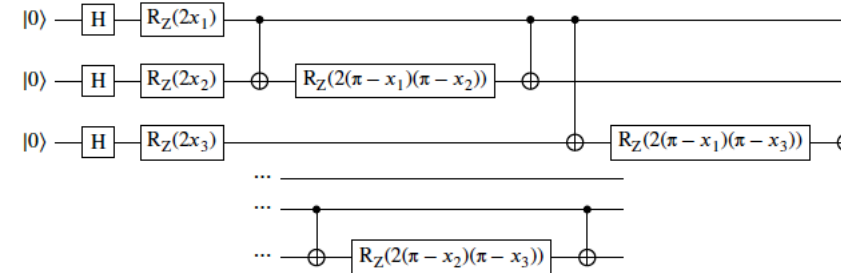 |0⟩ H R_Z(2x_1)
|0⟩ H R_Z(2x_2) R_Z(2(π − x_1)(π − x_2))
|0⟩ H R_Z(2x_3) R_Z(2(π − x_1)(π − x_3))
...
...
... R_Z(2(π − x_2)(π − x_3))